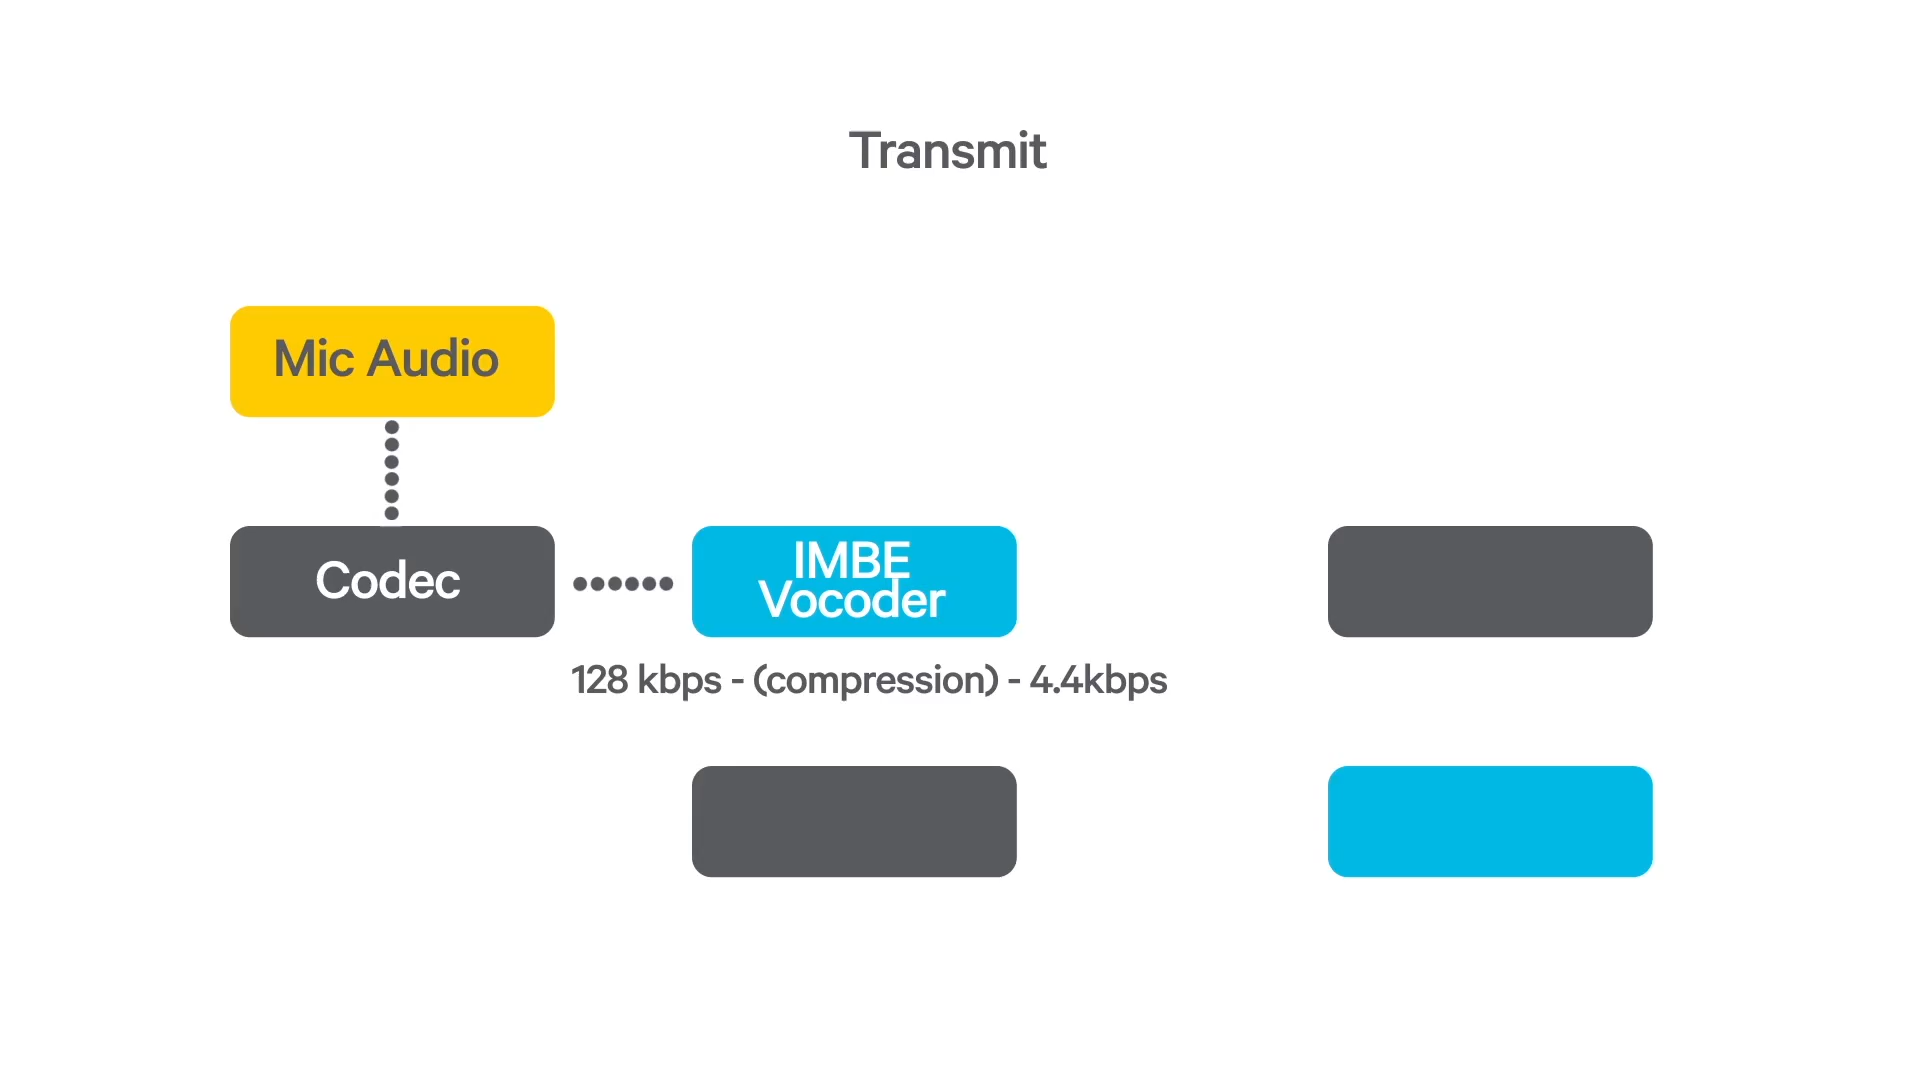 Transmit
Mic Audio
Codec
IMBE
Vocoder
128 kbps - (compression) - 4.4kbps